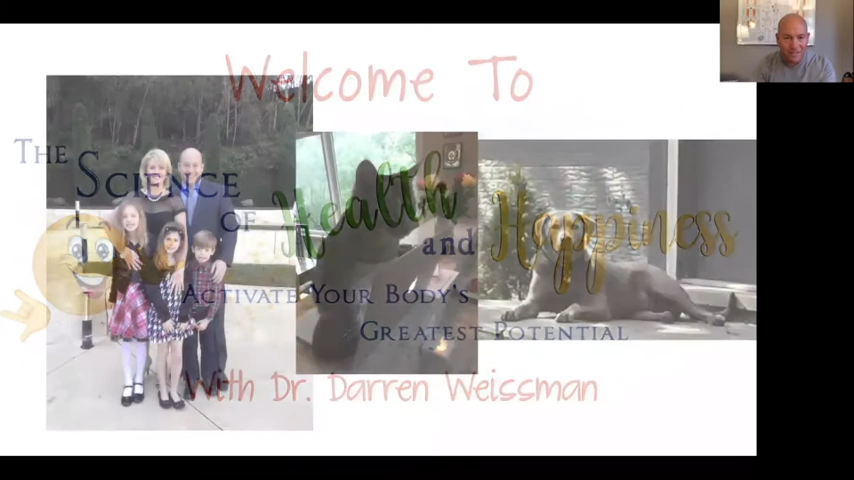 Welcome To
THE SCIENCE
OF Health
and Happiness
ACTIVATE YOUR BODY'S
GREATEST POTENTIAL
With Dr. Darren Weissman